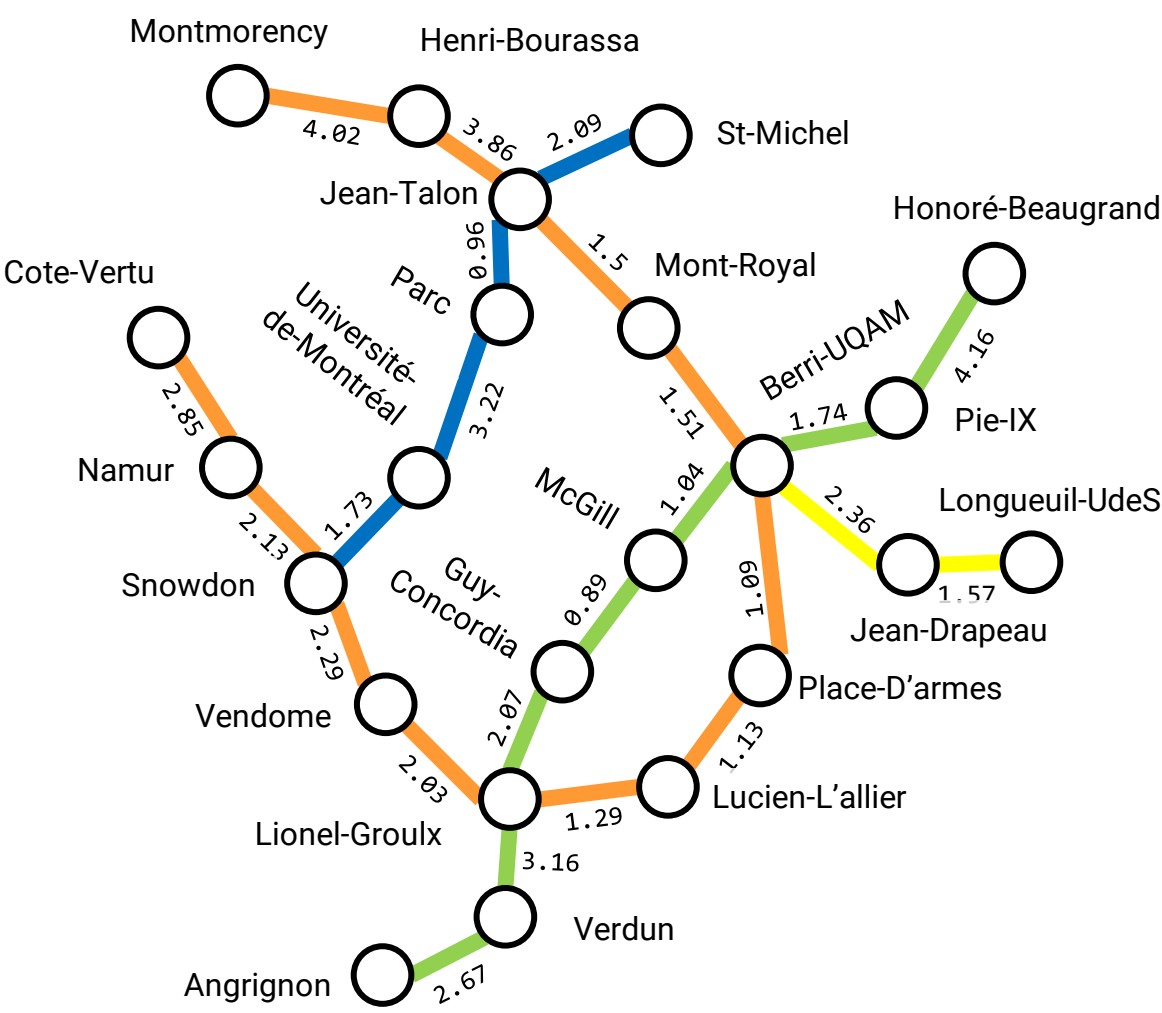 Montmorency
Henri-Bourassa
4.02
3.86
2.09
St-Michel
Jean-Talon
Honoré-Beaugrand
0.96
1.5
Mont-Royal
Cote-Vertu
Parc
Université-
de-Montréal
Berri-UQAM
4.16
2.85
3.22
1.51
1.74
Pie-IX
Namur
McGill
1.04
2.36
Longueuil-UdeS
2.13
1.73
Snowdon
Guy-
Concordia
0.89
1.09
1.57
Jean-Drapeau
2.29
Vendome
2.07
Place-D’armes
2.03
1.13
Lucien-L’allier
1.29
Lionel-Groulx
3.16
Verdun
Angrignon
2.67